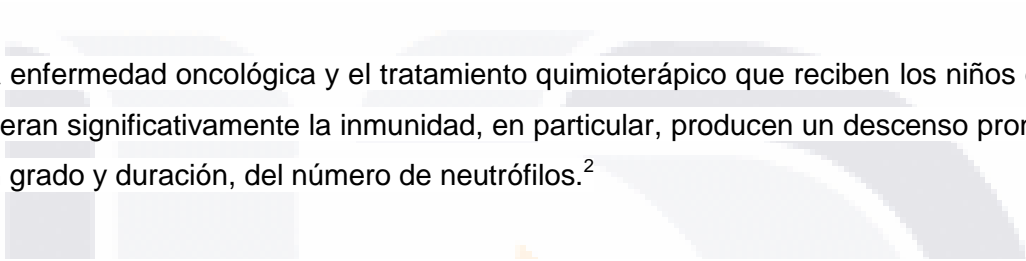 enfermedad oncológica y el tratamiento quimioterápico que reciben los niños
eran significativamente la inmunidad, en particular, producen un descenso pron
grado y duración, del número de neutrófilos.²